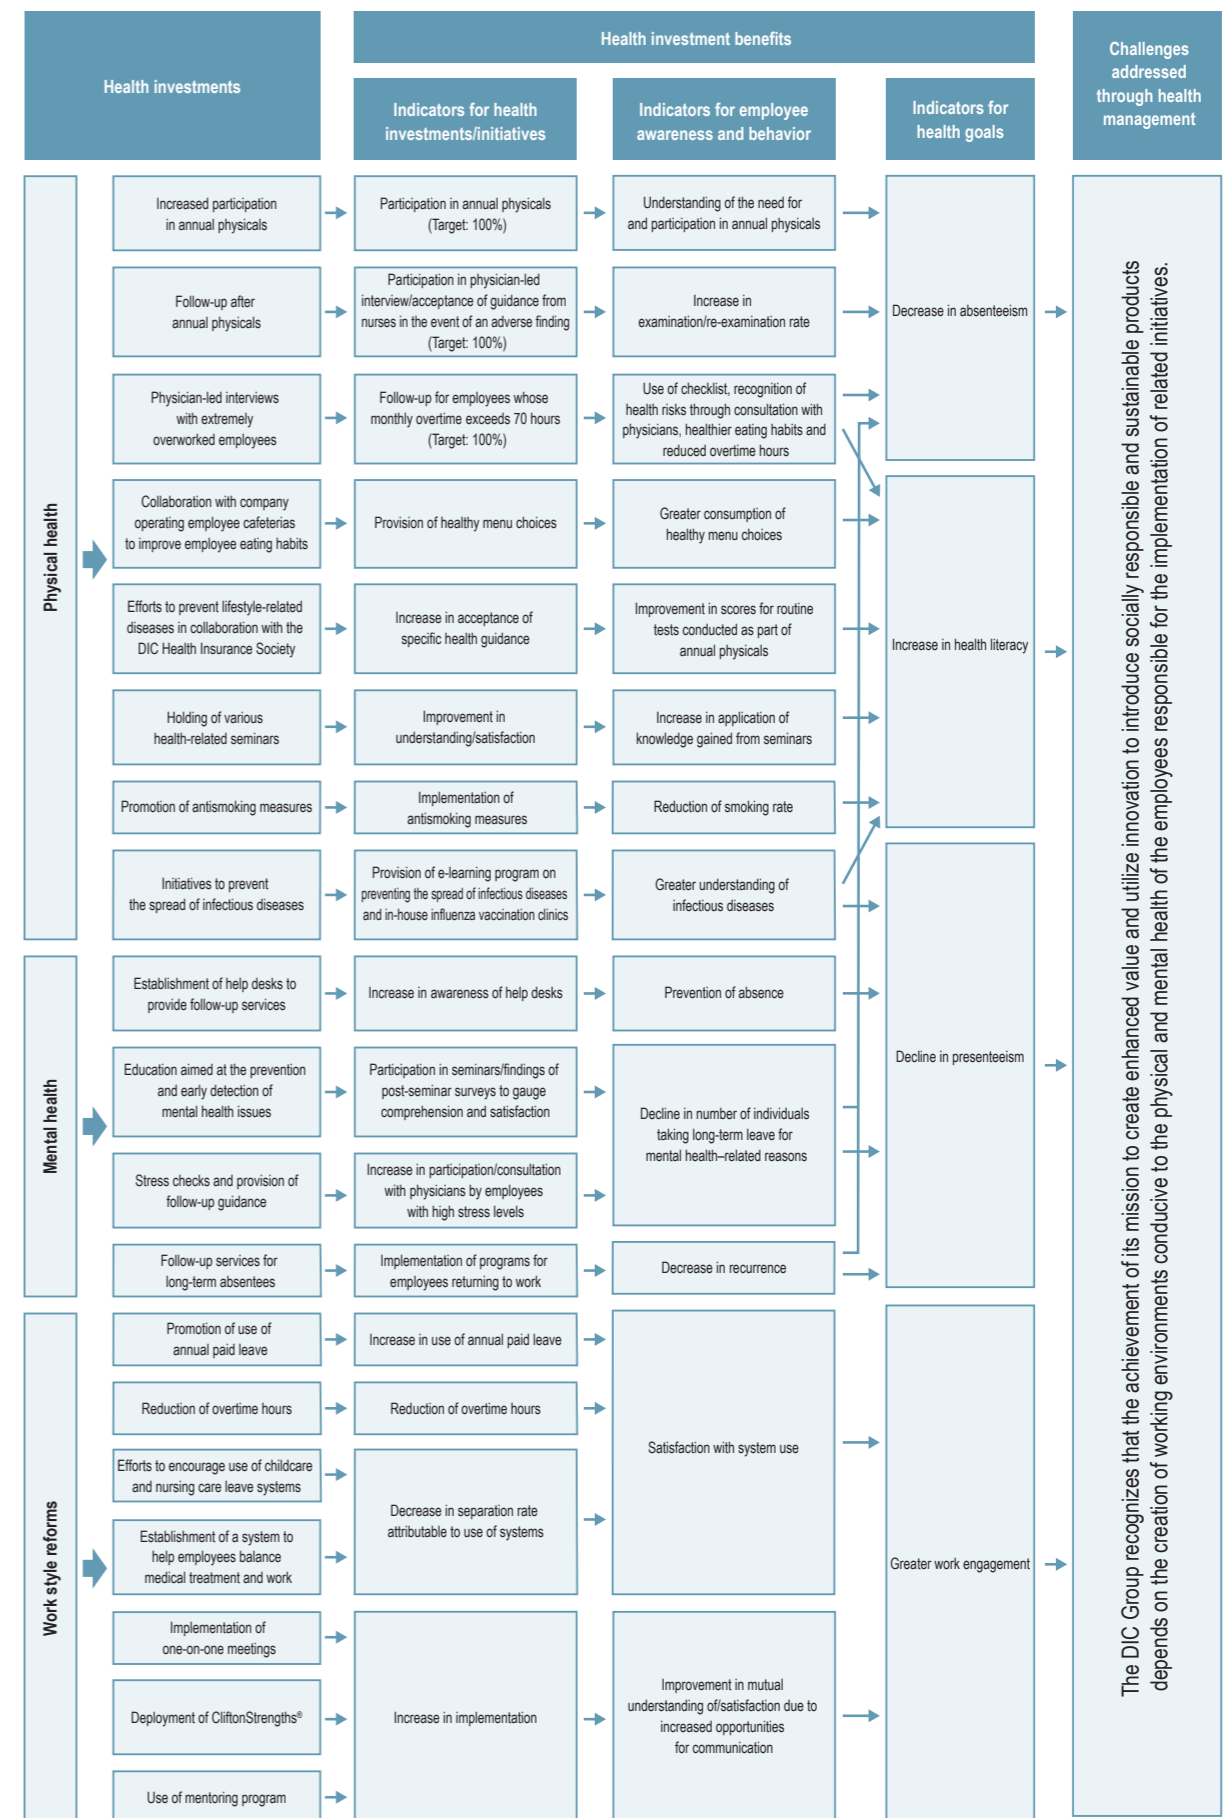 Health investments
Health investment benefits
Challenges
addressed
through health
management
Indicators for health
investments/initiatives
Indicators for employee
awareness and behavior
Indicators for
health goals
Physical health
Increased participation
in annual physicals
Participation in annual physicals
(Target: 100%)
Understanding of the need for
and participation in annual physicals
Follow-up after
annual physicals
Participation in physician-led
interview/acceptance of guidance from
nurses in the event of an adverse finding
(Target: 100%)
Increase in
examination/re-examination rate
Decrease in absenteeism
Physician-led interviews
with extremely
overworked employees
Follow-up for employees whose
monthly overtime exceeds 70 hours
(Target: 100%)
Use of checklist, recognition of
health risks through consultation with
physicians, healthier eating habits and
reduced overtime hours
Collaboration with company
operating employee cafeterias
to improve employee eating habits
Provision of healthy menu choices
Greater consumption of
healthy menu choices
Efforts to prevent lifestyle-related
diseases in collaboration with the
DIC Health Insurance Society
Increase in acceptance of
specific health guidance
Improvement in scores for routine
tests conducted as part of
annual physicals
Increase in health literacy
Holding of various
health-related seminars
Improvement in
understanding/satisfaction
Increase in application of
knowledge gained from seminars
Promotion of antismoking measures
Implementation of
antismoking measures
Reduction of smoking rate
Initiatives to prevent
the spread of infectious diseases
Provision of e-learning program on
preventing the spread of infectious diseases
and in-house influenza vaccination clinics
Greater understanding of
infectious diseases
Mental health
Establishment of help desks to
provide follow-up services
Increase in awareness of help desks
Prevention of absence
Education aimed at the prevention
and early detection of
mental health issues
Participation in seminars/findings of
post-seminar surveys to gauge
comprehension and satisfaction
Decline in number of individuals
taking long-term leave for
mental health–related reasons
Decline in presenteeism
Stress checks and provision of
follow-up guidance
Increase in participation/consultation
with physicians by employees
with high stress levels
Follow-up services for
long-term absentees
Implementation of programs for
employees returning to work
Decrease in recurrence
Work style reforms
Promotion of use of
annual paid leave
Increase in use of annual paid leave
Reduction of overtime hours
Reduction of overtime hours
Satisfaction with system use
Efforts to encourage use of childcare
and nursing care leave systems
Decrease in separation rate
attributable to use of systems
Establishment of a system to
help employees balance
medical treatment and work
Greater work engagement
Implementation of
one-on-one meetings
Deployment of CliftonStrengths®
Increase in implementation
Improvement in mutual
understanding of/satisfaction due to
increased opportunities
for communication
Use of mentoring program
The DIC Group recognizes that the achievement of its mission to create enhanced value and utilize innovation to introduce socially responsible and sustainable products
depends on the creation of working environments conducive to the physical and mental health of the employees responsible for the implementation of related initiatives.